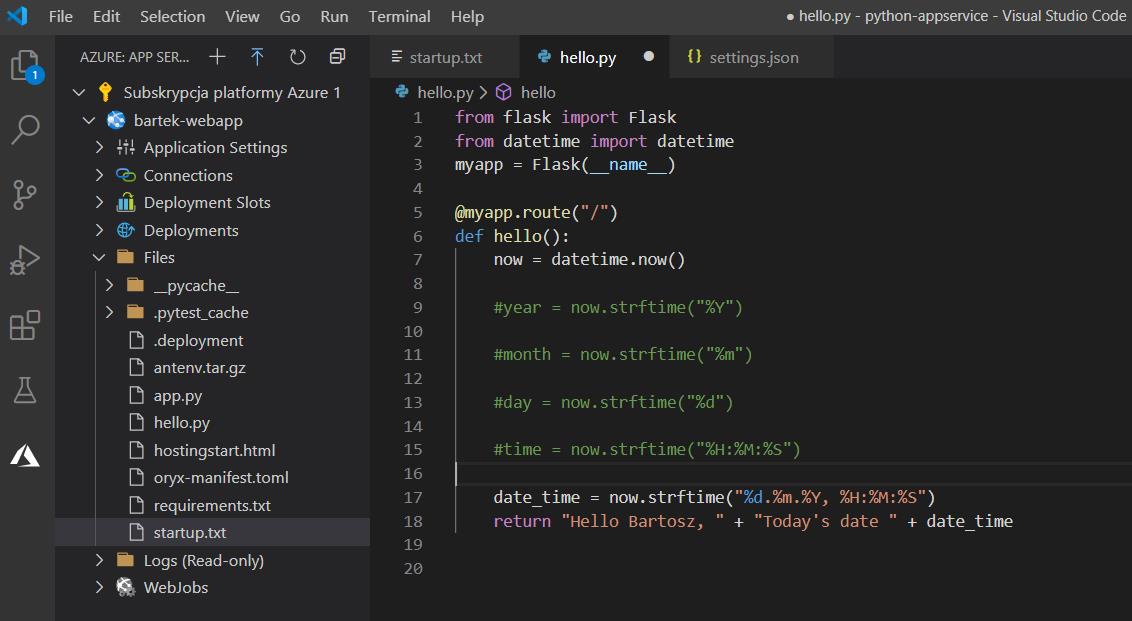 File Edit Selection View Go Run Terminal Help ● hello.py - python-appservice - Visual Studio Code
AZURE: APP SER...
startup.txt hello.py settings.json
1
Subskrypcja platformy Azure 1
bartek-webapp
Application Settings
Connections
Deployment Slots
Deployments
Files
__pycache__
.pytest_cache
.deployment
antenv.tar.gz
app.py
hello.py
hostingstart.html
oryx-manifest.toml
requirements.txt
startup.txt
Logs (Read-only)
WebJobs
hello.py > hello
1 from flask import Flask
2 from datetime import datetime
3 myapp = Flask(__name__)
4
5 @myapp.route("/")
6 def hello():
7 now = datetime.now()
8
9 #year = now.strftime("%Y")
10
11 #month = now.strftime("%m")
12
13 #day = now.strftime("%d")
14
15 #time = now.strftime("%H:%M:%S")
16
17 date_time = now.strftime("%d.%m.%Y, %H:%M:%S")
18 return "Hello Bartosz, " + "Today's date " + date_time
19
20